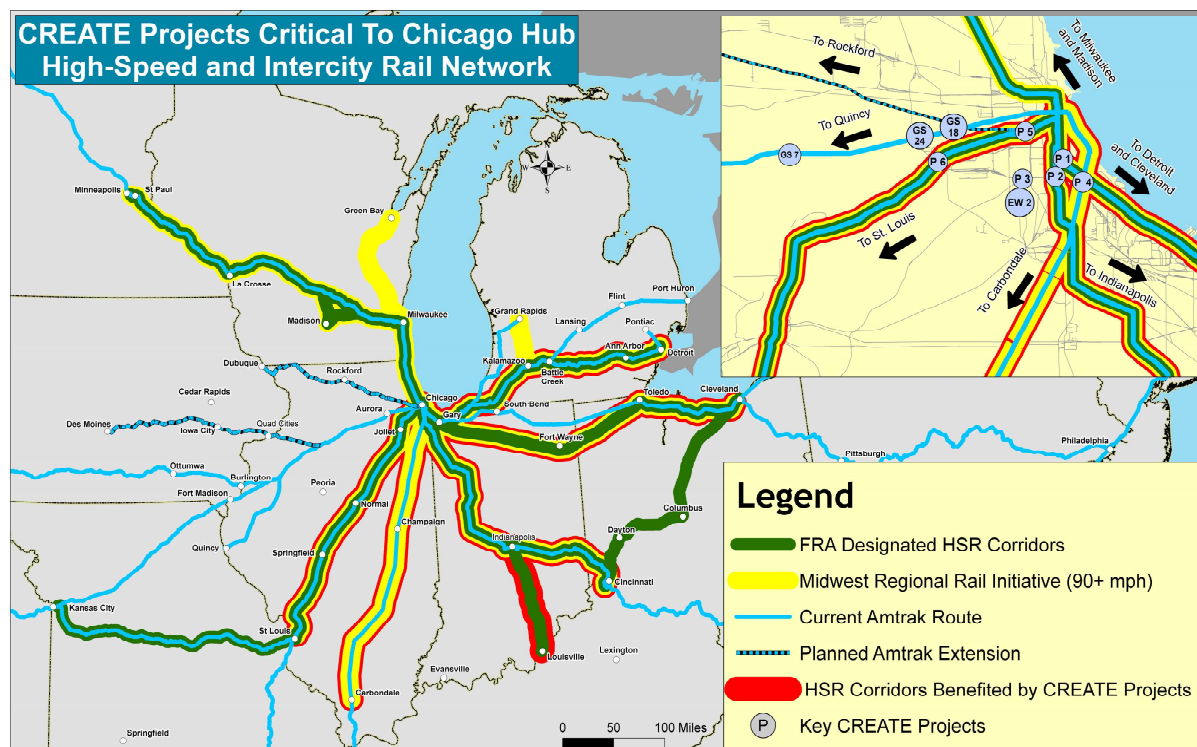 CREATE Projects Critical To Chicago Hub
High-Speed and Intercity Rail Network
To Rockford
To Milwaukee
and Madison
To Quincy
GS
24
GS
18
P 5
GS 7
P 6
P 1
P 2
P 3
P 4
EW 2
To Detroit
and Cleveland
To St. Louis
To Carbondale
To Indianapolis
N
W
E
S
Minneapolis
St Paul
Green Bay
La Crosse
Madison
Milwaukee
Grand Rapids
Flint
Port Huron
Lansing
Pontiac
Ann Arbor
Detroit
Kalamazoo
Battle
Creek
Dubuque
Rockford
Cedar Rapids
Chicago
Aurora
Gary
South Bend
Toledo
Cleveland
Des Moines
Iowa City
Quad Cities
Joliet
Fort Wayne
Pittsburgh
Philadelphia
Ottumwa
Burlington
Fort Madison
Peoria
Normal
Champaign
Columbus
Dayton
Quincy
Springfield
Indianapolis
Cincinnati
Kansas City
St Louis
Louisville
Lexington
Evansville
Carbondale
Springfield
0 50 100 Miles
Legend
FRA Designated HSR Corridors
Midwest Regional Rail Initiative (90+ mph)
Current Amtrak Route
Planned Amtrak Extension
HSR Corridors Benefited by CREATE Projects
P
Key CREATE Projects